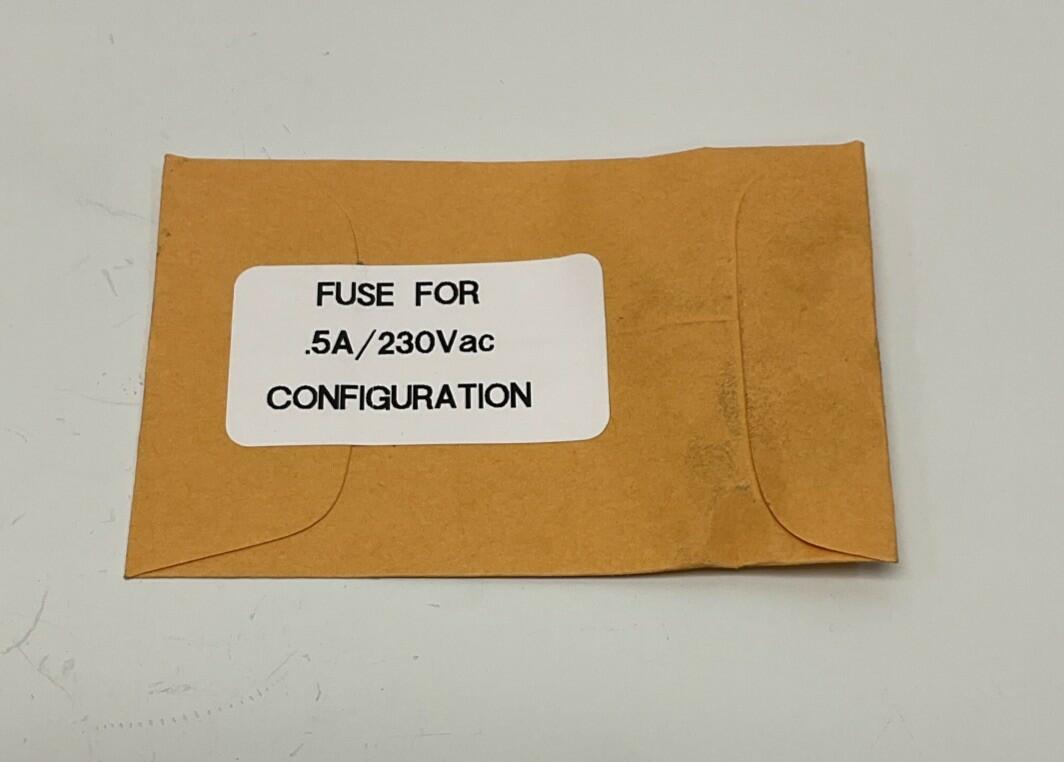 FUSE FOR
.5A/230Vac
CONFIGURATION